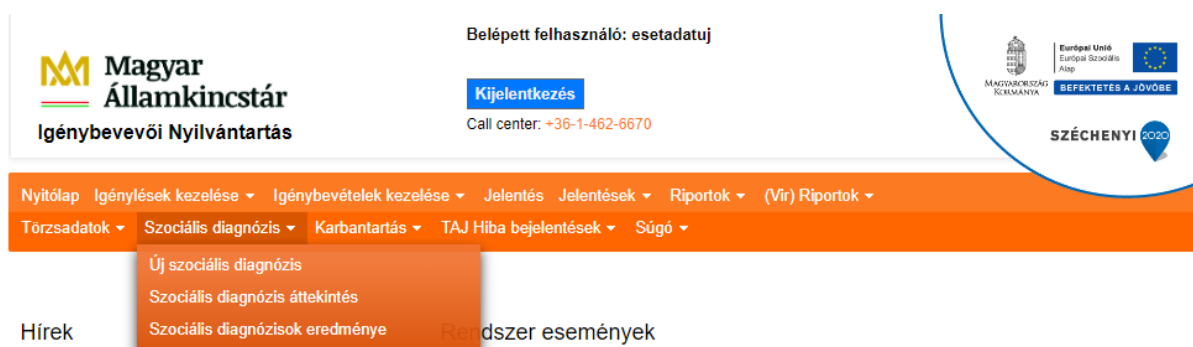 Belépett felhasználó: esetadatuj
Magyar
Államkincstár
Igénybevevői Nyilvántartás
Kijelentkezés
Call center: +36-1-462-6670
Magyarország
Kormánya
Európai Unió
Európai Szociális
Alap
BEFEKTETÉS A JÖVŐBE
SZÉCHENYI 2020
Nyitólap Igénylések kezelése Igénybevételek kezelése Jelentés Jelentések Riportok (Vir) Riportok
Törzsadatok Szociális diagnózis Karbantartás TAJ Hiba bejelentések Súgó
Új szociális diagnózis
Szociális diagnózis áttekintés
Szociális diagnózisok eredménye
Hírek
Rendszer események